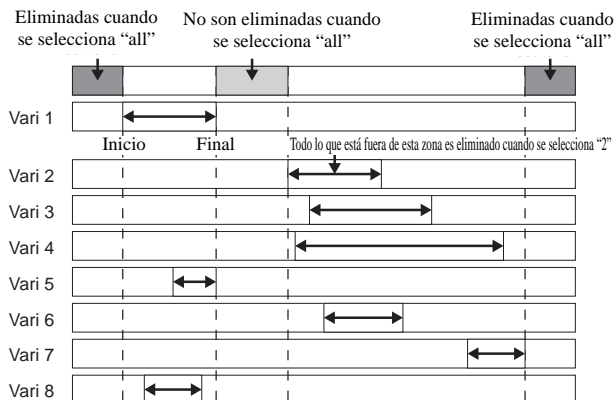 Eliminadas cuando
se selecciona “all”
No son eliminadas cuando
se selecciona “all”
Eliminadas cuando
se selecciona “all”
Vari 1
Inicio
Final
Todo lo que está fuera de esta zona es eliminado cuando se selecciona “2”
Vari 2
Vari 3
Vari 4
Vari 5
Vari 6
Vari 7
Vari 8